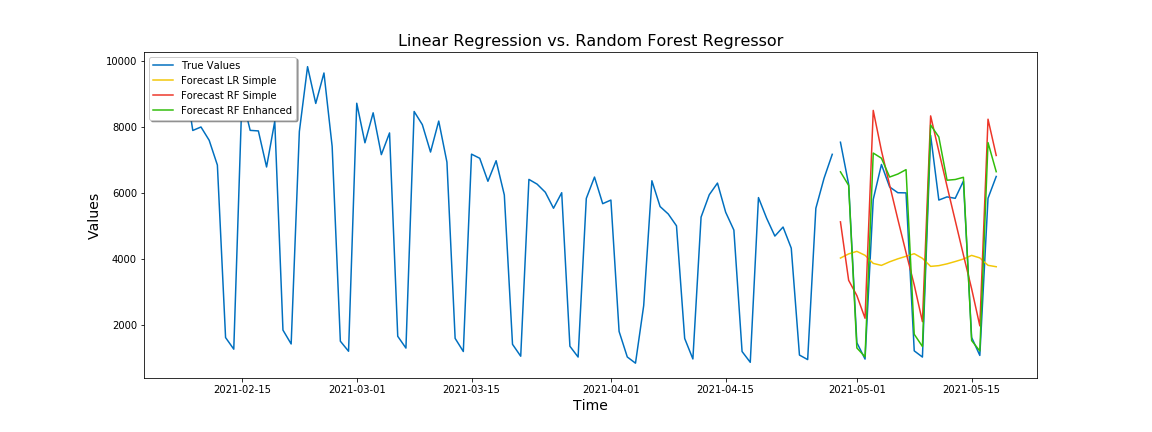 Linear Regression vs. Random Forest Regressor
10000
8000
6000
4000
2000
Values
True Values
Forecast LR Simple
Forecast RF Simple
Forecast RF Enhanced
2021-02-15 2021-03-01 2021-03-15 2021-04-01 2021-04-15 2021-05-01 2021-05-15
Time